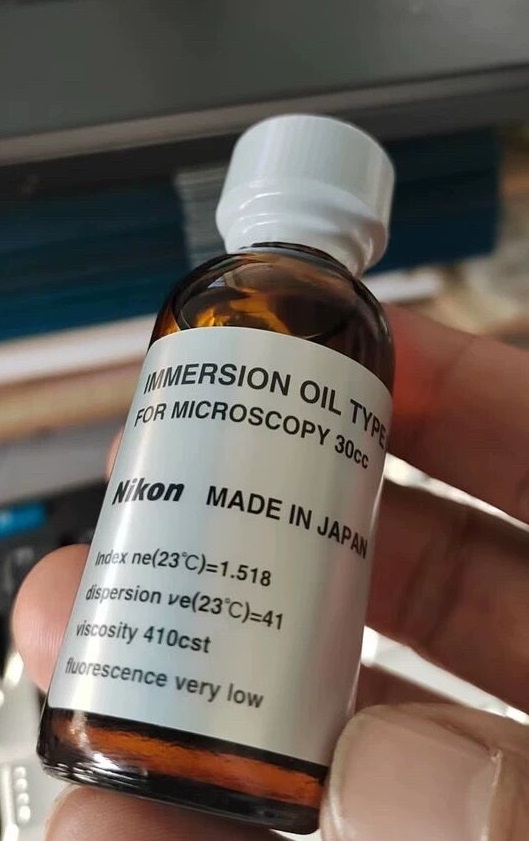 IMMERSION OIL TYPE
FOR MICROSCOPY 30cc
Nikon MADE IN JAPAN
Index ne(23℃)=1.518
dispersion νe(23℃)=41
viscosity 410cst
fluorescence very low